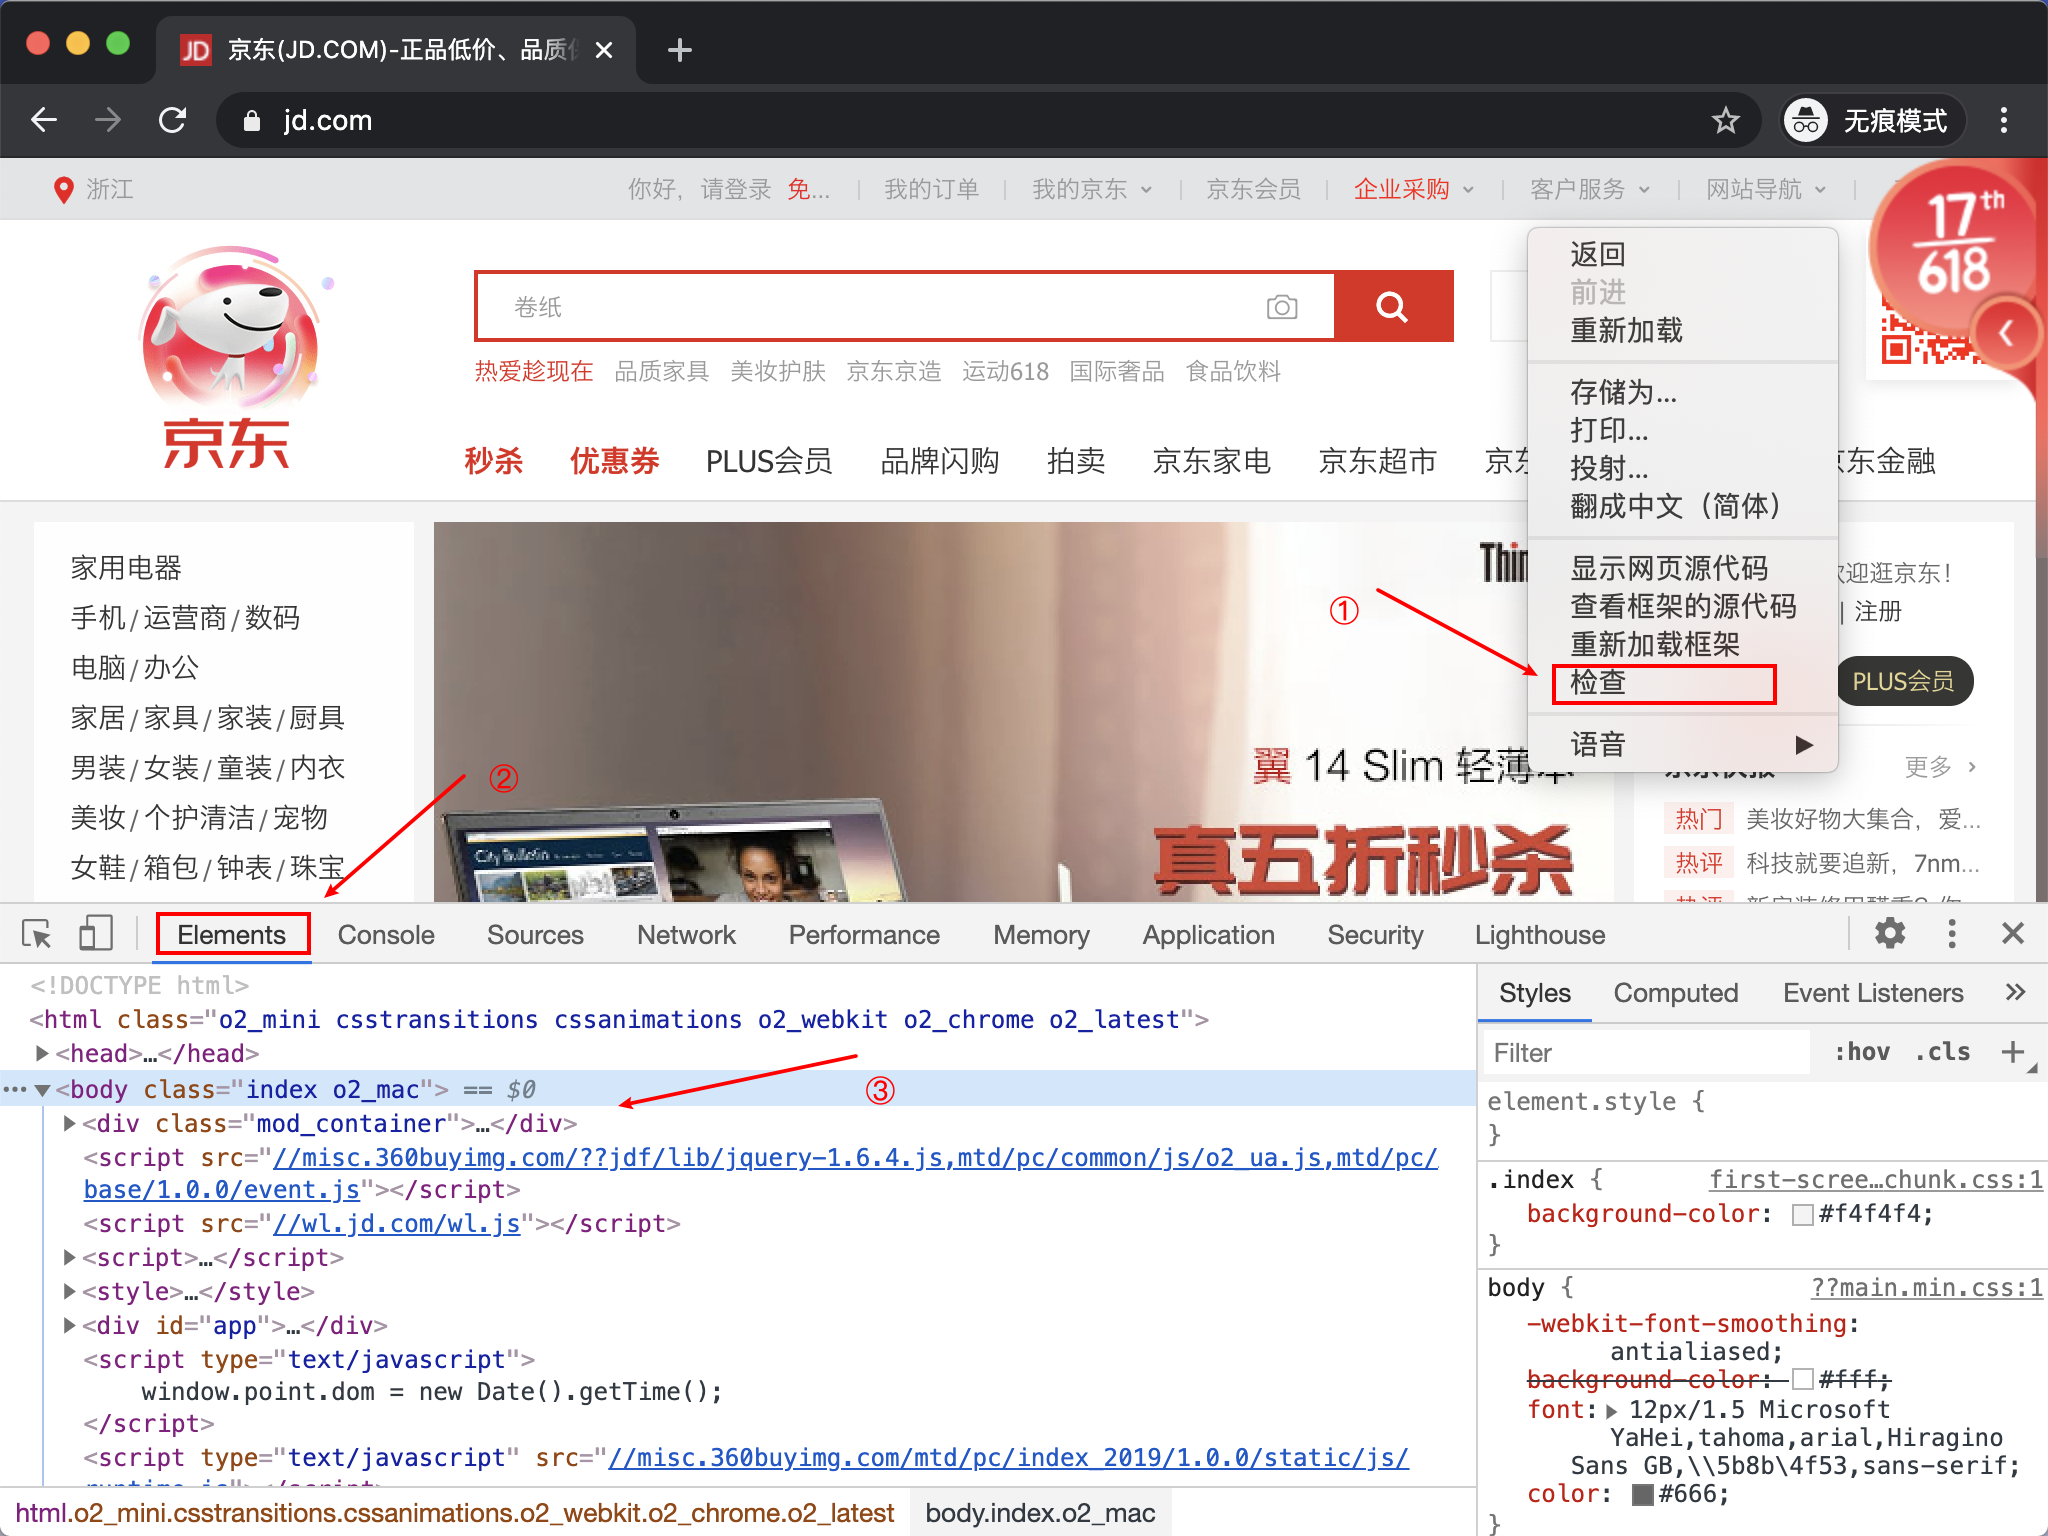 JD 京东(JD.COM)-正品低价、品质
jd.com
无痕模式
浙江
你好，请登录 免...
我的订单
我的京东
京东会员
企业采购
客户服务
网站导航
17th
618
卷纸
热爱趁现在 品质家具 美妆护肤 京东京造 运动618 国际奢品 食品饮料
京东
秒杀 优惠券 PLUS会员 品牌闪购 拍卖 京东家电 京东超市 京东 京东金融
返回
前进
重新加载
存储为...
打印...
投射...
翻成中文（简体）
显示网页源代码
查看框架的源代码
重新加载框架
检查
语音
家用电器
手机/运营商/数码
电脑/办公
家居/家具/家装/厨具
男装/女装/童装/内衣
美妆/个护清洁/宠物
女鞋/箱包/钟表/珠宝
Thin
①
②
③
翼 14 Slim 轻薄本
真五折秒杀
City Bulletin
迎逛京东！
| 注册
PLUS会员
更多
热门 美妆好物大集合，爱...
热评 科技就要追新，7nm...
热评
Elements Console Sources Network Performance Memory Application Security Lighthouse
<!DOCTYPE html>
<html class="o2_mini csstransitions cssanimations o2_webkit o2_chrome o2_latest">
<head>…</head>
<body class="index o2_mac"> == $0
<div class="mod_container">…</div>
<script src="//misc.360buyimg.com/??jdf/lib/jquery-1.6.4.js,mtd/pc/common/js/o2_ua.js,mtd/pc/
base/1.0.0/event.js"></script>
<script src="//wl.jd.com/wl.js"></script>
<script>…</script>
<style>…</style>
<div id="app">…</div>
<script type="text/javascript">
window.point.dom = new Date().getTime();
</script>
<script type="text/javascript" src="//misc.360buyimg.com/mtd/pc/index_2019/1.0.0/static/js/
runtime.js"></script>
html.o2_mini.csstransitions.cssanimations.o2_webkit.o2_chrome.o2_latest body.index.o2_mac
Styles Computed Event Listeners
Filter :hov .cls
element.style {
}
.index { first-scree…chunk.css:1
background-color: #f4f4f4;
}
body { ??main.min.css:1
-webkit-font-smoothing:
antialiased;
background-color: #fff;
font: 12px/1.5 Microsoft
YaHei,tahoma,arial,Hiragino
Sans GB,\\5b8b\4f53,sans-serif;
color: #666;
}